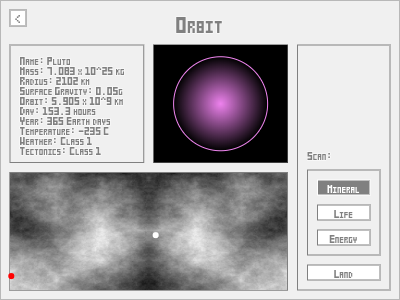 Orbit
Name: Pluto
Mass: 7.083 x 10^25 kg
Radius: 2102 km
Surface Gravity: 0.05g
Orbit: 5.905 x 10^9 km
Day: 153.3 hours
Year: 365 Earth days
Temperature: -235 C
Weather: Class 1
Tectonics: Class 1
Scan:
Mineral
Life
Energy
Land